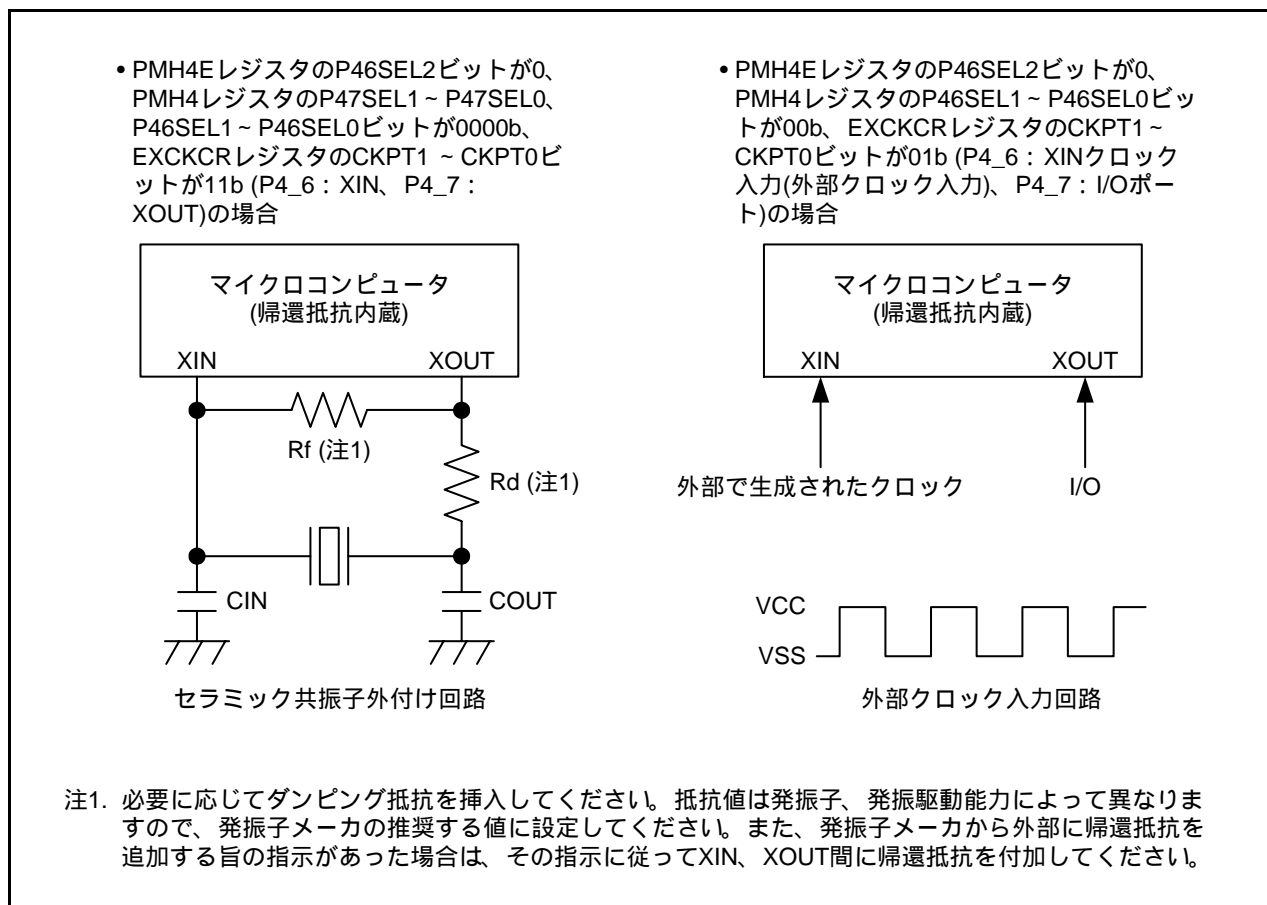 • PMH4EレジスタのP46SEL2ビットが0、
PMH4レジスタのP47SEL1~P47SEL0、
P46SEL1~P46SEL0ビットが0000b、
EXCKCRレジスタのCKPT1 ~ CKPT0ビ
ットが11b (P4_6:XIN、P4_7:
XOUT)の場合
マイクロコンピュータ
(帰還抵抗内蔵)
XIN XOUT
Rf (注1)
Rd (注1)
CIN COUT
セラミック共振子外付け回路
• PMH4EレジスタのP46SEL2ビットが0、
PMH4レジスタのP46SEL1~P46SEL0ビッ
トが00b、EXCKCRレジスタのCKPT1~
CKPT0ビットが01b (P4_6:XINクロック
入力(外部クロック入力)、P4_7:I/Oポー
ト)の場合
マイクロコンピュータ
(帰還抵抗内蔵)
XIN XOUT
外部で生成されたクロック I/O
VCC
VSS
外部クロック入力回路
注1. 必要に応じてダンピング抵抗を挿入してください。抵抗値は発振子、発振駆動能力によって異なりま
すので、発振子メーカの推奨する値に設定してください。また、発振子メーカから外部に帰還抵抗を
追加する旨の指示があった場合は、その指示に従ってXIN、XOUT間に帰還抵抗を付加してください。